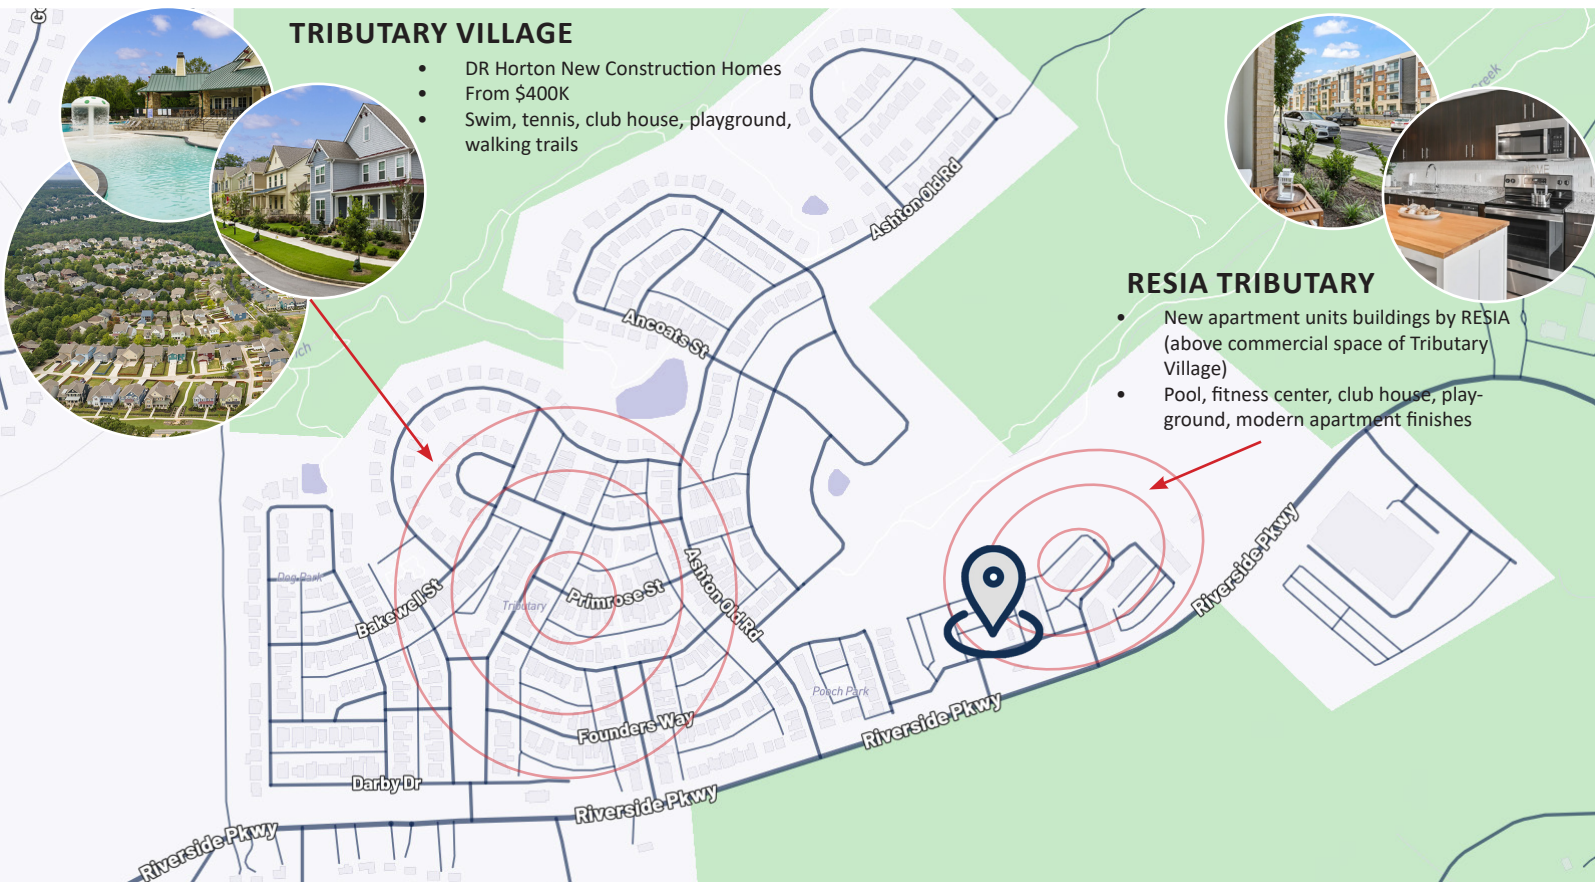 TRIBUTARY VILLAGE
• DR Horton New Construction Homes
• From $400K
• Swim, tennis, club house, playground,
walking trails
RESIA TRIBUTARY
• New apartment units buildings by RESIA
(above commercial space of Tributary
Village)
• Pool, fitness center, club house, play-
ground, modern apartment finishes
Creek
Ashton Old Rd
Ancoats St
Dog Park
Bakewell St
Tributary
Primrose St
Ashton Old Rd
Riverside Pkwy
Pooch Park
Riverside Pkwy
Founders Way
Darby Dr
Riverside Pkwy
Riverside Pkwy